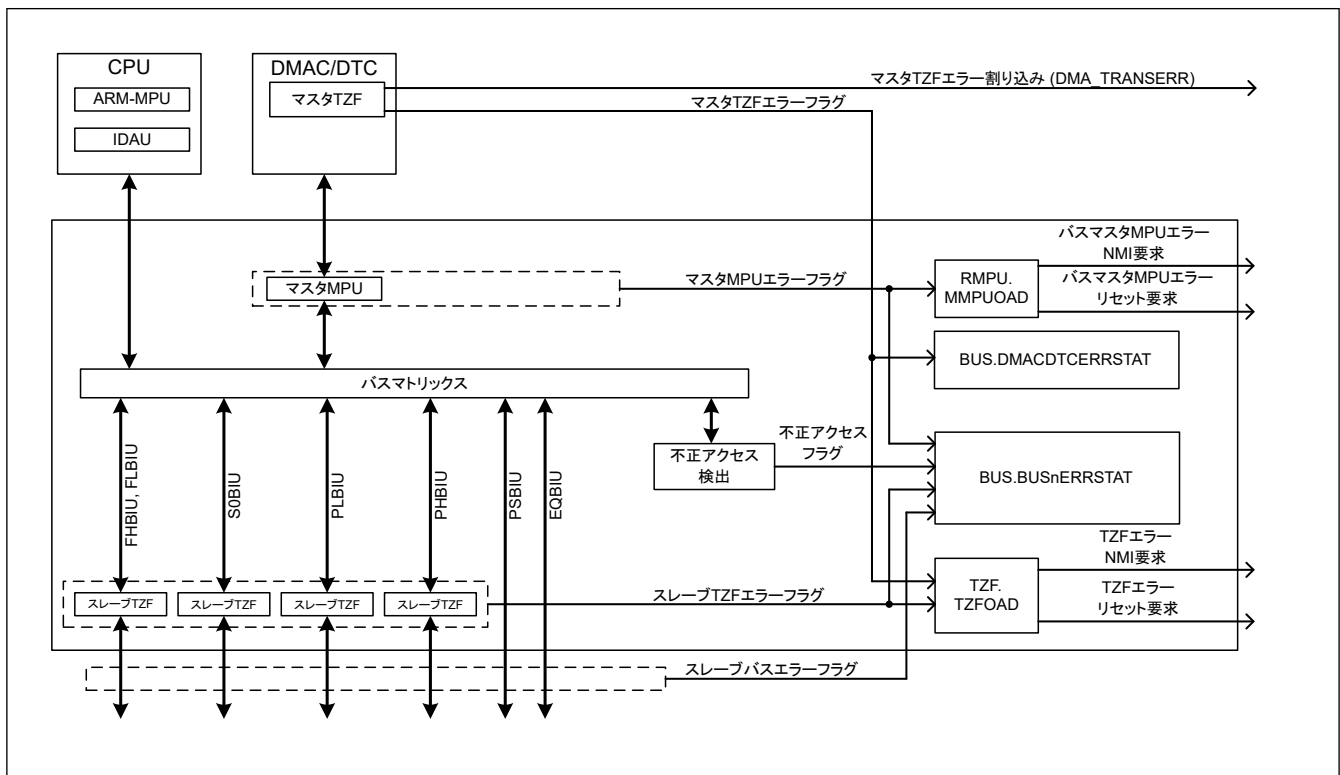 CPU
ARM-MPU
IDAU
DMAC/DTC
マスタTZF
マスタTZFエラー割り込み (DMA_TRANSERR)
マスタTZFエラーフラグ
マスタMPU
マスタMPUエラーフラグ
RMPU.
MMPUOAD
バスマスタMPUエラー
NMI要求
バスマスタMPUエラー
リセット要求
BUS.DMACDTCERRSTAT
バスマトリックス
FHBIU, FLBIU
S0BIU
PLBIU
PHBIU
PSBIU
EQBIU
不正アクセス
検出
不正アクセス
フラグ
BUS.BUSnERRSTAT
スレーブTZF
スレーブTZF
スレーブTZF
スレーブTZF
スレーブTZFエラーフラグ
TZF.
TZFOAD
TZFエラー
NMI要求
TZFエラー
リセット要求
スレーブバスエラーフラグ